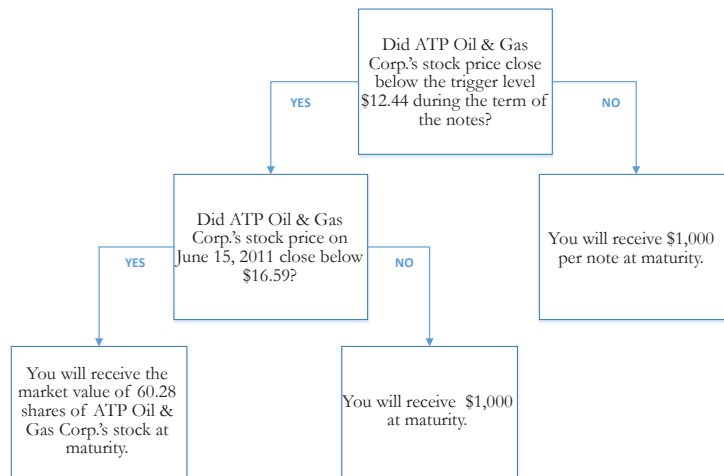 Did ATP Oil & Gas
Corp.'s stock price close
below the trigger level
$12.44 during the term of
the notes?
YES
NO
Did ATP Oil & Gas
Corp.'s stock price on
June 15, 2011 close below
$16.59?
You will receive $1,000
per note at maturity.
YES
NO
You will receive the
market value of 60.28
shares of ATP Oil &
Gas Corp.'s stock at
maturity.
You will receive $1,000
at maturity.